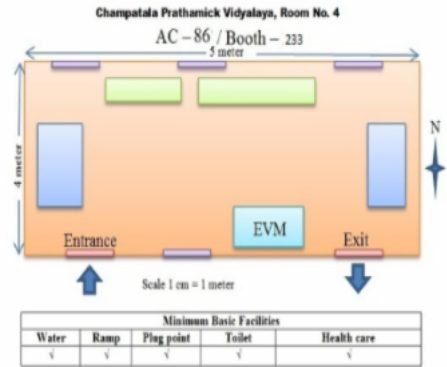 Champatala Prathamick Vidyalaya, Room No. 4
AC – 86 / Booth – 233
5 meter
4 meter
N
EVM
Entrance
Exit
Scale 1 cm = 1 meter
Minimum Basic Facilities
Water Ramp Plug point Toilet Health care
√ √ √ √ √